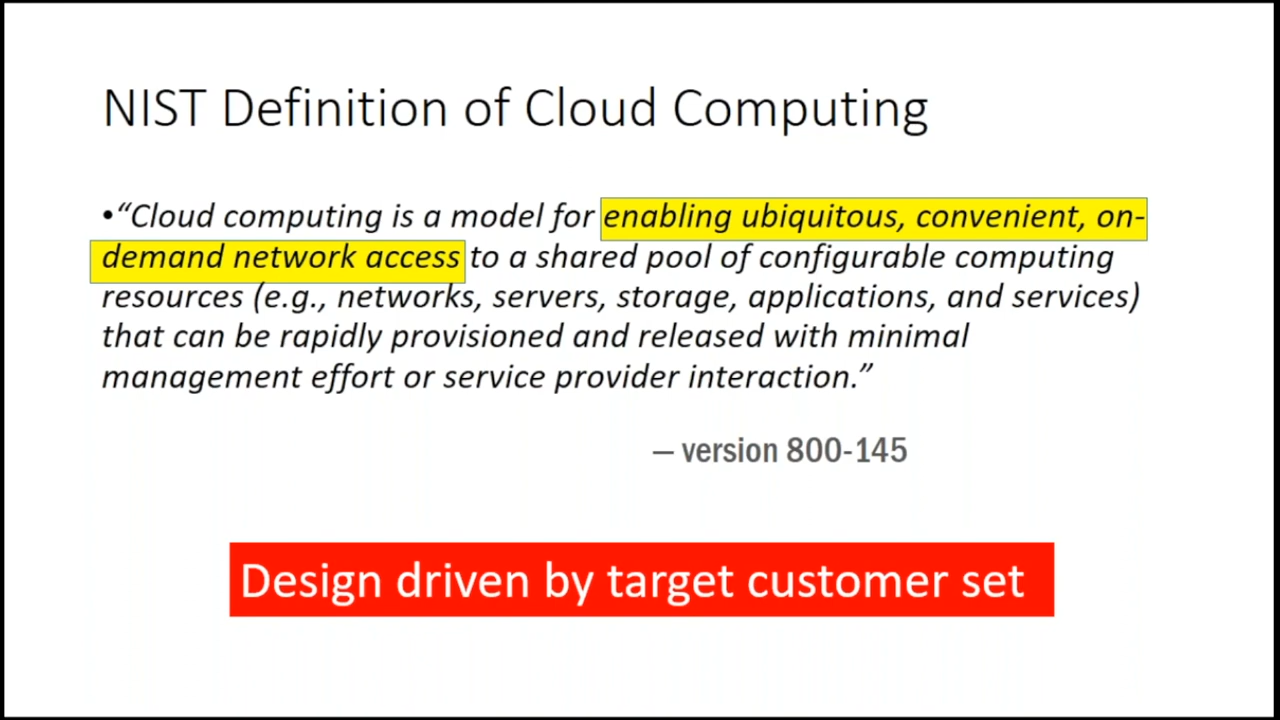 NIST Definition of Cloud Computing
•“Cloud computing is a model for enabling ubiquitous, convenient, on-
demand network access to a shared pool of configurable computing
resources (e.g., networks, servers, storage, applications, and services)
that can be rapidly provisioned and released with minimal
management effort or service provider interaction.”
– version 800-145
Design driven by target customer set